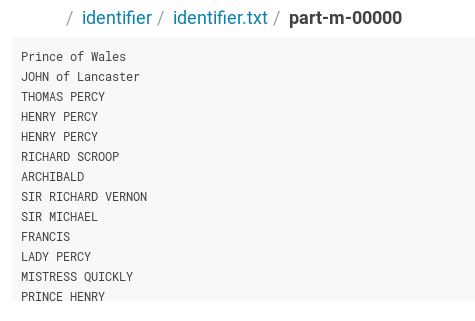 / identifier / identifier.txt / part-m-00000
Prince of Wales
JOHN of Lancaster
THOMAS PERCY
HENRY PERCY
HENRY PERCY
RICHARD SCROOP
ARCHIBALD
SIR RICHARD VERNON
SIR MICHAEL
FRANCIS
LADY PERCY
MISTRESS QUICKLY
PRINCE HENRY